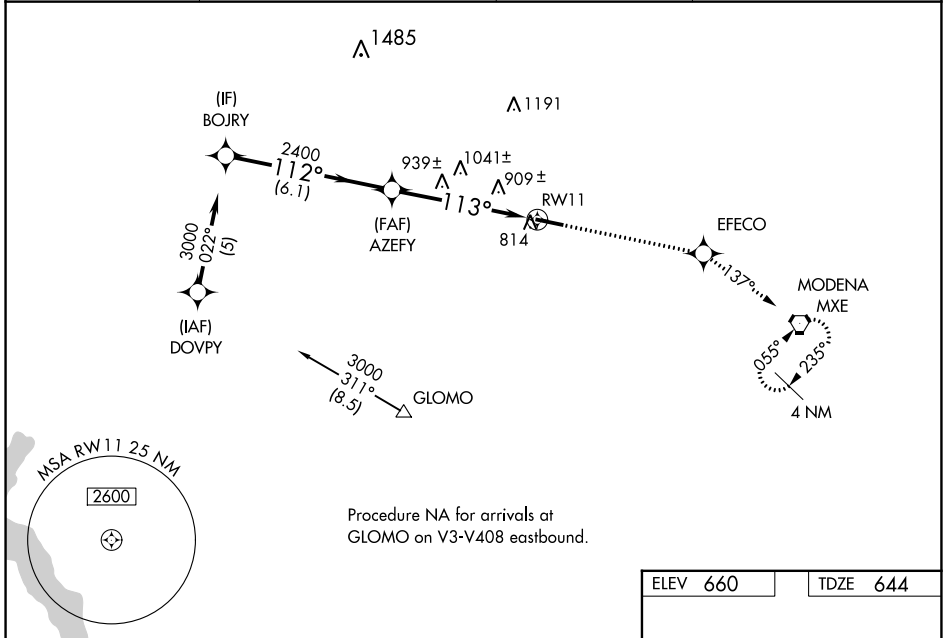 1485
1191
(IF)
BOJRY
2400
112°
(6.1)
939±
1041±
909±
(FAF)
AZEFY
113°
RW11
814
EFECO
3000
022°
(5)
(IAF)
DOVPY
137°
MODENA
MXE
055°
235°
4 NM
3000
311°
(8.5)
GLOMO
MSA RW11 25 NM
2600
Procedure NA for arrivals at
GLOMO on V3-V408 eastbound.
ELEV 660
TDZE 644